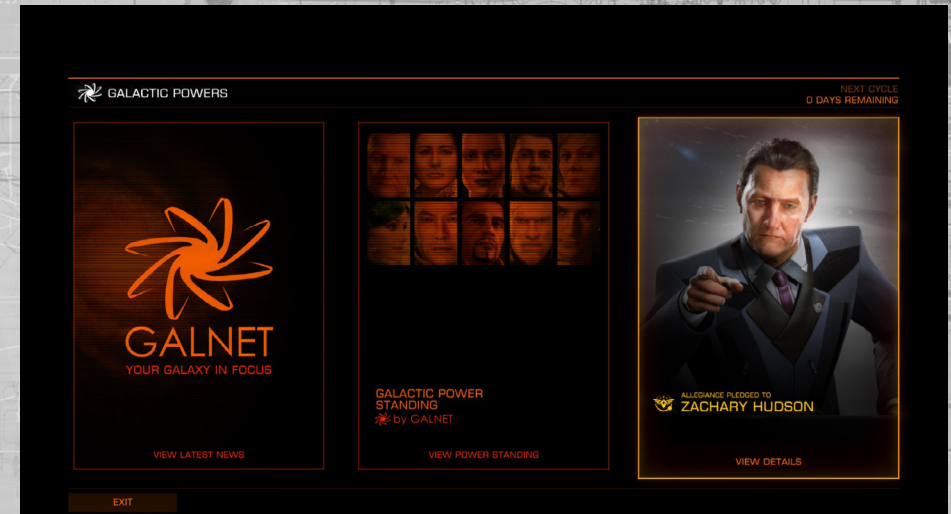 GALACTIC POWERS
NEXT CYCLE
0 DAYS REMAINING
GALNET
YOUR GALAXY IN FOCUS
VIEW LATEST NEWS
GALACTIC POWER
STANDING
by GALNET
VIEW POWER STANDING
ALLEGIANCE PLEDGED TO
ZACHARY HUDSON
VIEW DETAILS
EXIT